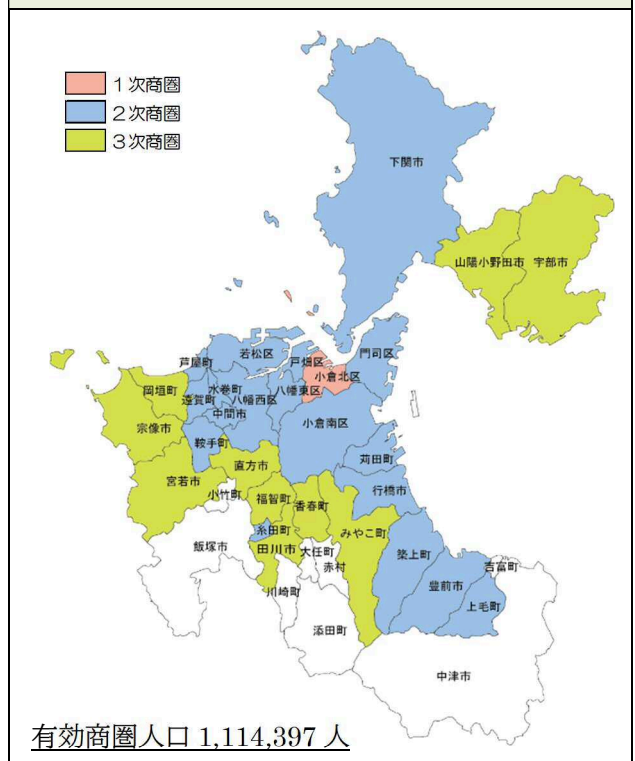 1次商圏
2次商圏
3次商圏
下関市
山陽小野田市
宇部市
門司区
若松区
戸畑区
芦屋町
小倉北区
岡垣町
水巻町
八幡東区
遠賀町
八幡西区
中間市
小倉南区
宗像市
鞍手町
苅田町
直方市
宮若市
行橋市
小竹町
福智町
香春町
糸田町
みやこ町
飯塚市
田川市
大任町
築上町
赤村
吉富町
豊前市
川崎町
上毛町
添田町
中津市
有効商圏人口 1,114,397 人